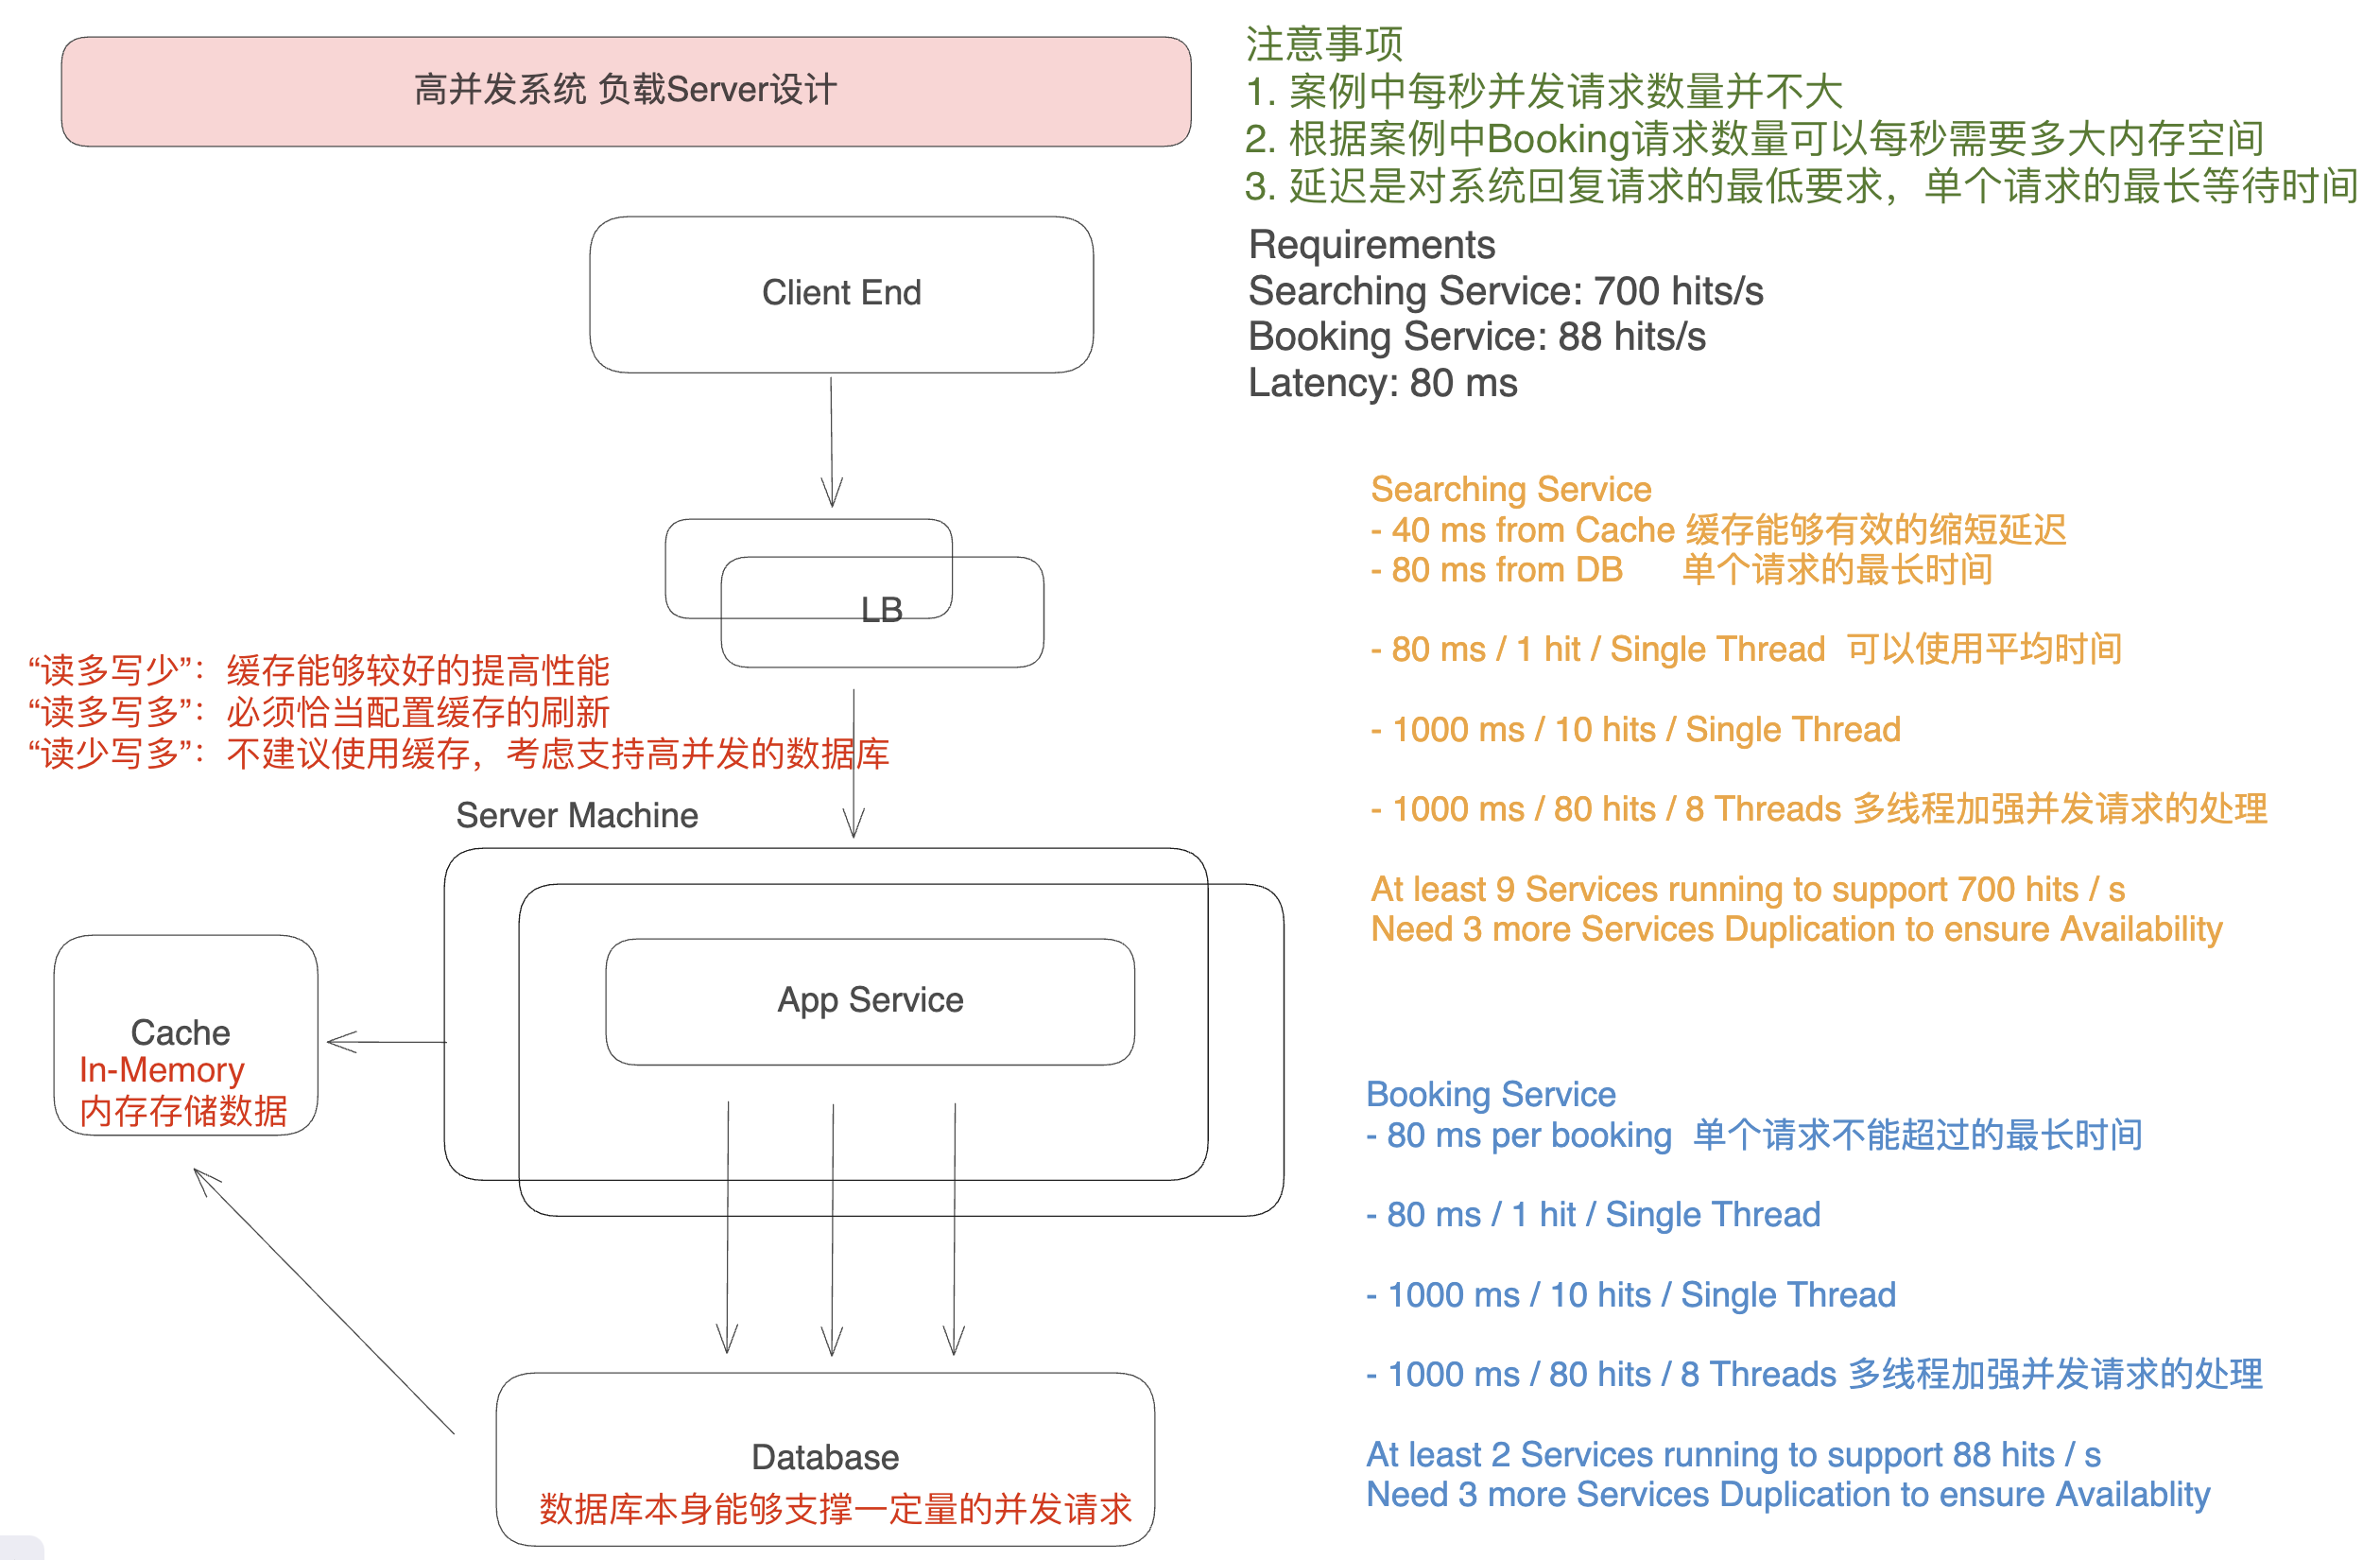 高并发系统 负载Server设计
注意事项
1. 案例中每秒并发请求数量并不大
2. 根据案例中Booking请求数量可以每秒需要多大内存空间
3. 延迟是对系统回复请求的最低要求，单个请求的最长等待时间
Requirements
Searching Service: 700 hits/s
Booking Service: 88 hits/s
Latency: 80 ms
Client End
LB
“读多写少”：缓存能够较好的提高性能
“读多写多”：必须恰当配置缓存的刷新
“读少写多”：不建议使用缓存，考虑支持高并发的数据库
Server Machine
App Service
Cache
In-Memory
内存存储数据
Database
数据库本身能够支撑一定量的并发请求
Searching Service
- 40 ms from Cache 缓存能够有效的缩短延迟
- 80 ms from DB 单个请求的最长时间
- 80 ms / 1 hit / Single Thread 可以使用平均时间
- 1000 ms / 10 hits / Single Thread
- 1000 ms / 80 hits / 8 Threads 多线程加强并发请求的处理
At least 9 Services running to support 700 hits / s
Need 3 more Services Duplication to ensure Availability
Booking Service
- 80 ms per booking 单个请求不能超过的最长时间
- 80 ms / 1 hit / Single Thread
- 1000 ms / 10 hits / Single Thread
- 1000 ms / 80 hits / 8 Threads 多线程加强并发请求的处理
At least 2 Services running to support 88 hits / s
Need 3 more Services Duplication to ensure Availablity